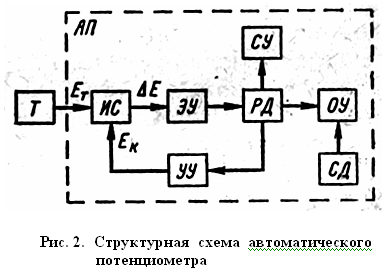 АП
СУ
Т
Eт
ИС
ΔE
ЭУ
РД
ОУ
Eк
УУ
СД
Рис. 2. Структурная схема автоматического
потенциометра